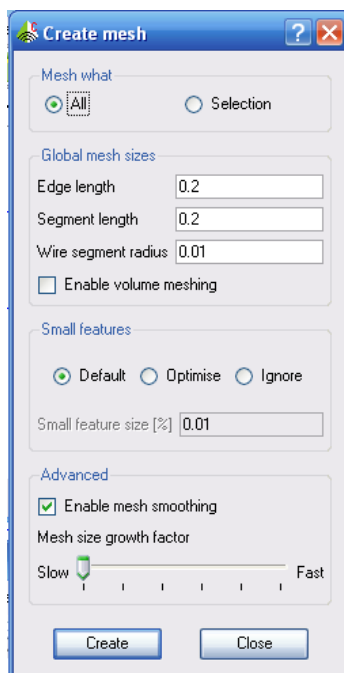 Create mesh
Mesh what
All Selection
Global mesh sizes
Edge length 0.2
Segment length 0.2
Wire segment radius 0.01
Enable volume meshing
Small features
Default Optimise Ignore
Small feature size [%] 0.01
Advanced
Enable mesh smoothing
Mesh size growth factor
Slow Fast
Create Close